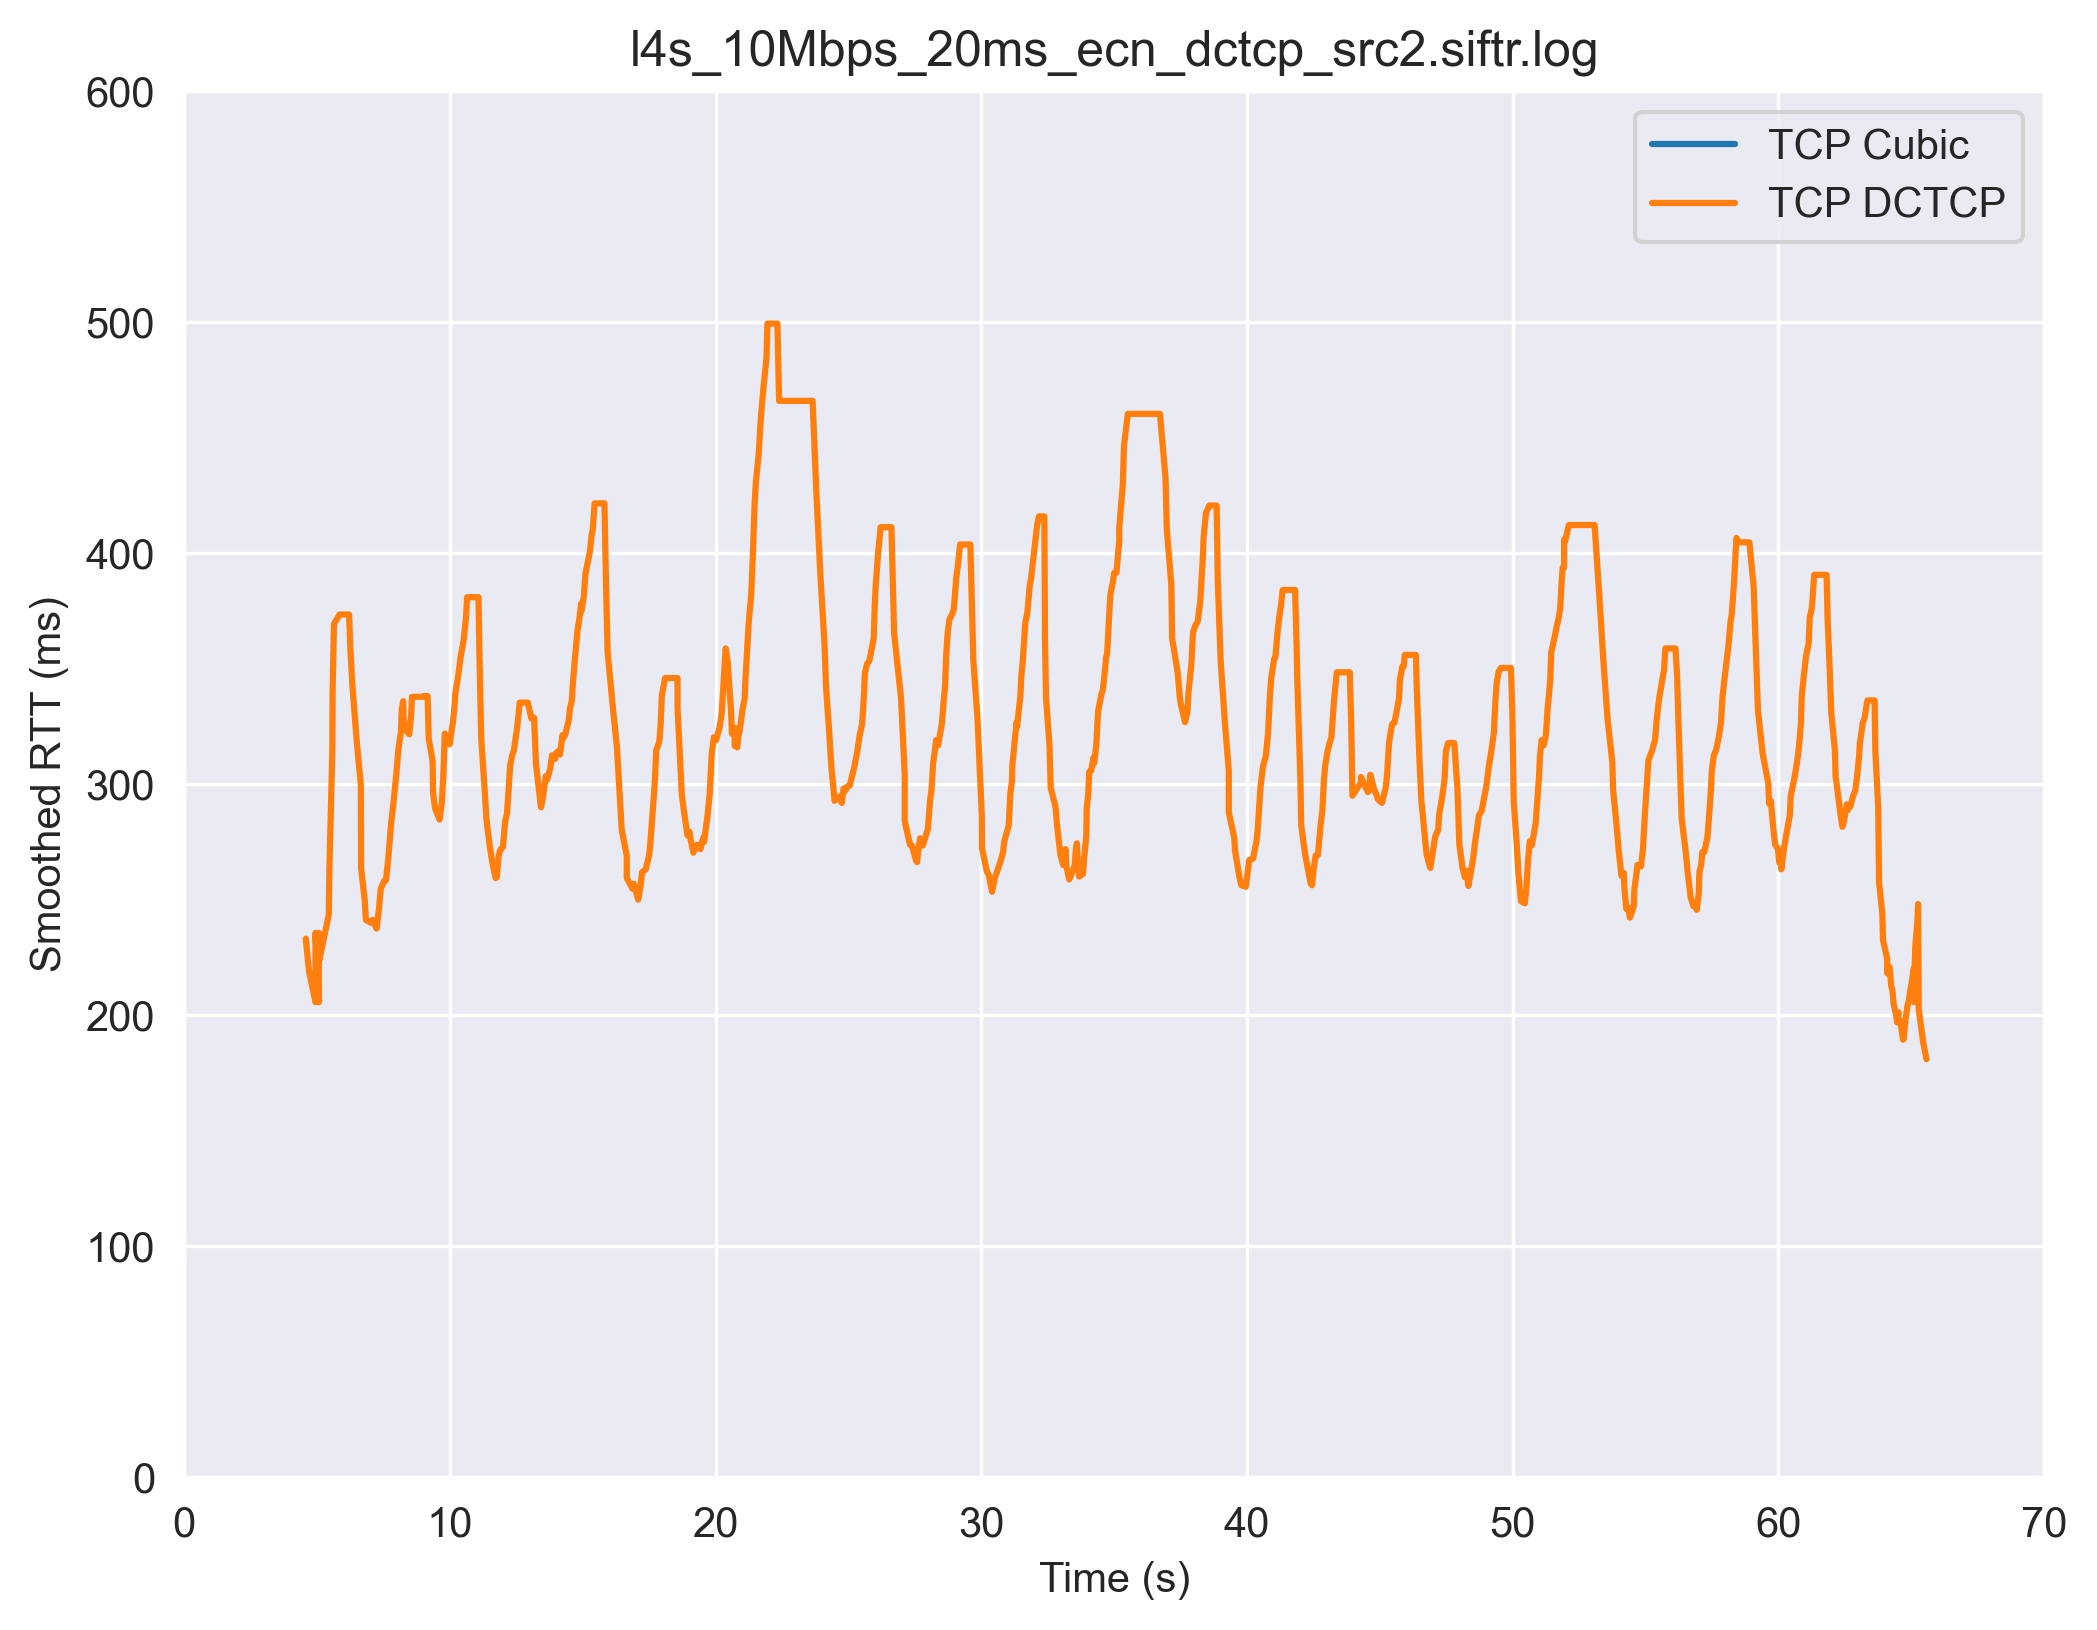 l4s_10Mbps_20ms_ecn_dctcp_src2.siftr.log
600
500
400
300
200
100
0
Smoothed RTT (ms)
TCP Cubic
TCP DCTCP
0 10 20 30 40 50 60 70
Time (s)